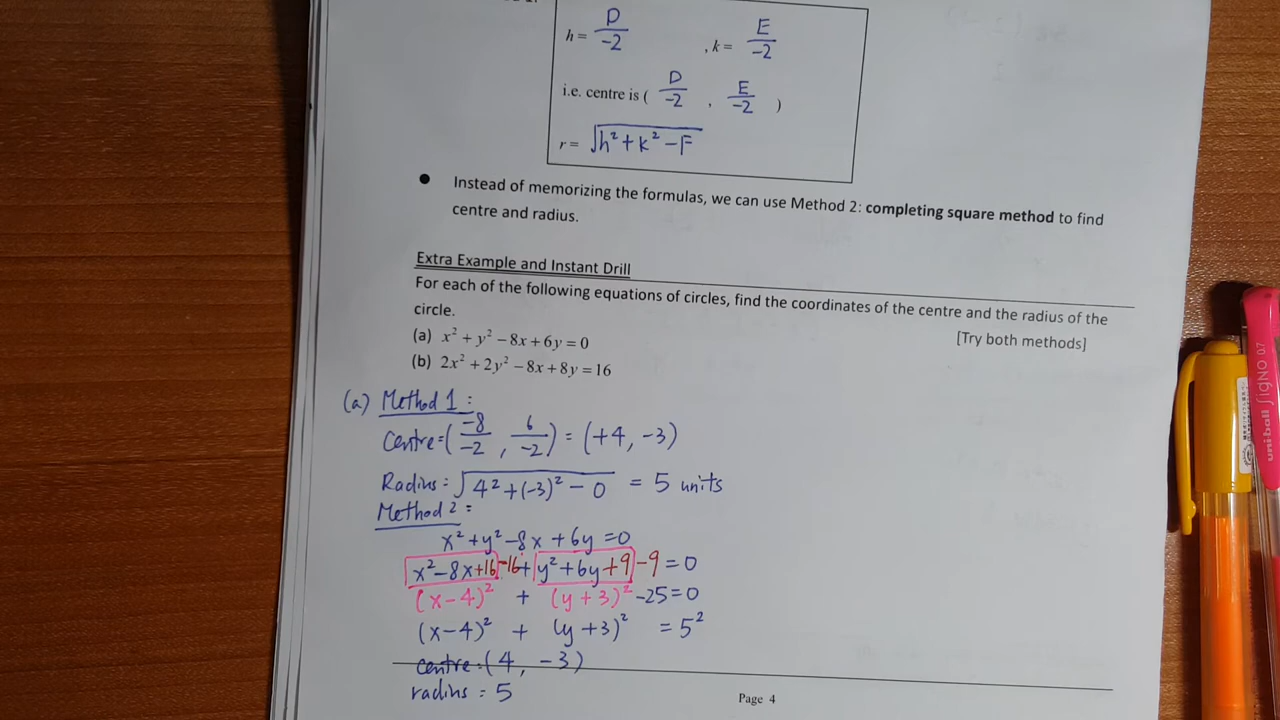 h = D/-2 , k = E/-2
i.e. centre is ( D/-2 , E/-2 )
r = √(h² + k² - F)
● Instead of memorizing the formulas, we can use Method 2: completing square method to find
centre and radius.
Extra Example and Instant Drill
For each of the following equations of circles, find the coordinates of the centre and the radius of the
circle.
[Try both methods]
(a) x² + y² − 8x + 6y = 0
(b) 2x² + 2y² − 8x + 8y = 16
(a) Method 1 :
Centre = ( -8/-2 , 6/-2 ) = (+4, -3)
Radius : √(4² + (-3)² - 0) = 5 units
Method 2 :
x² + y² - 8x + 6y = 0
x² - 8x + 16 - 16 + y² + 6y + 9 - 9 = 0
(x - 4)² + (y + 3)² - 25 = 0
(x - 4)² + (y + 3)² = 5²
centre : (4, -3)
radius : 5
Page 4
uni-ball SIGNO 0.7